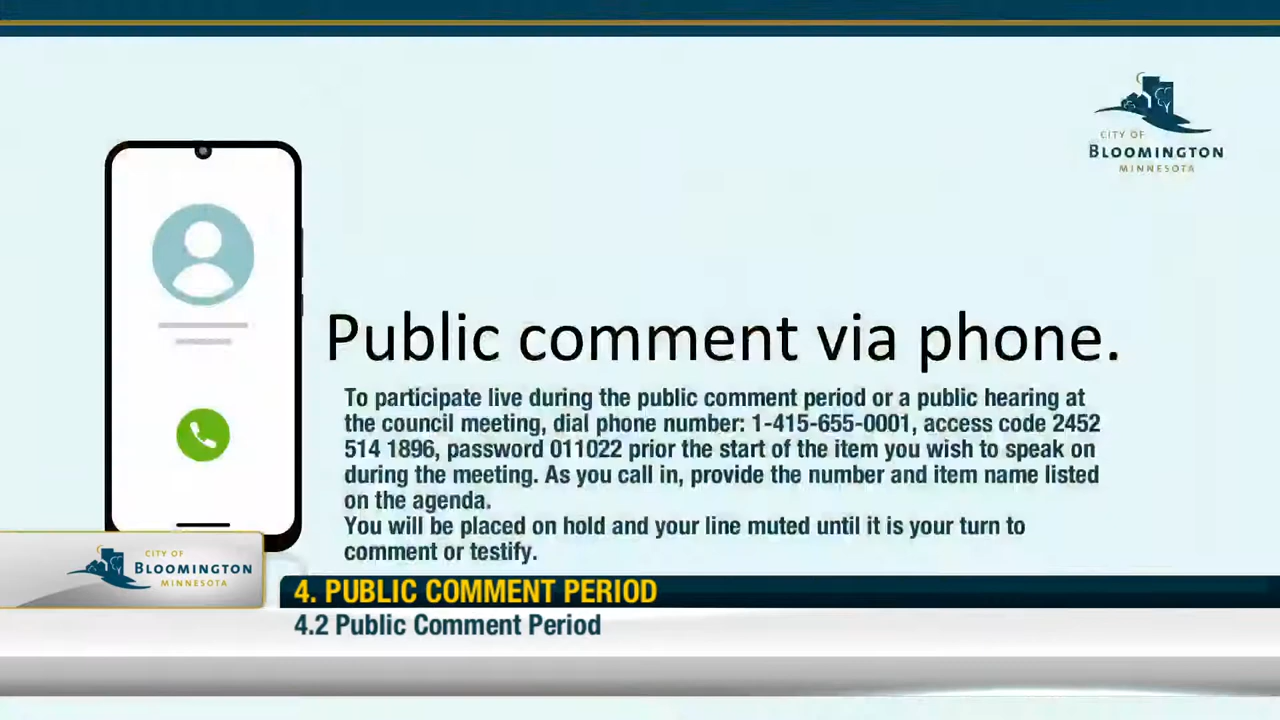 CITY OF
BLOOMINGTON
MINNESOTA
Public comment via phone.
To participate live during the public comment period or a public hearing at
the council meeting, dial phone number: 1-415-655-0001, access code 2452
514 1896, password 011022 prior the start of the item you wish to speak on
during the meeting. As you call in, provide the number and item name listed
on the agenda.
You will be placed on hold and your line muted until it is your turn to
comment or testify.
CITY OF
BLOOMINGTON
MINNESOTA
4. PUBLIC COMMENT PERIOD
4.2 Public Comment Period